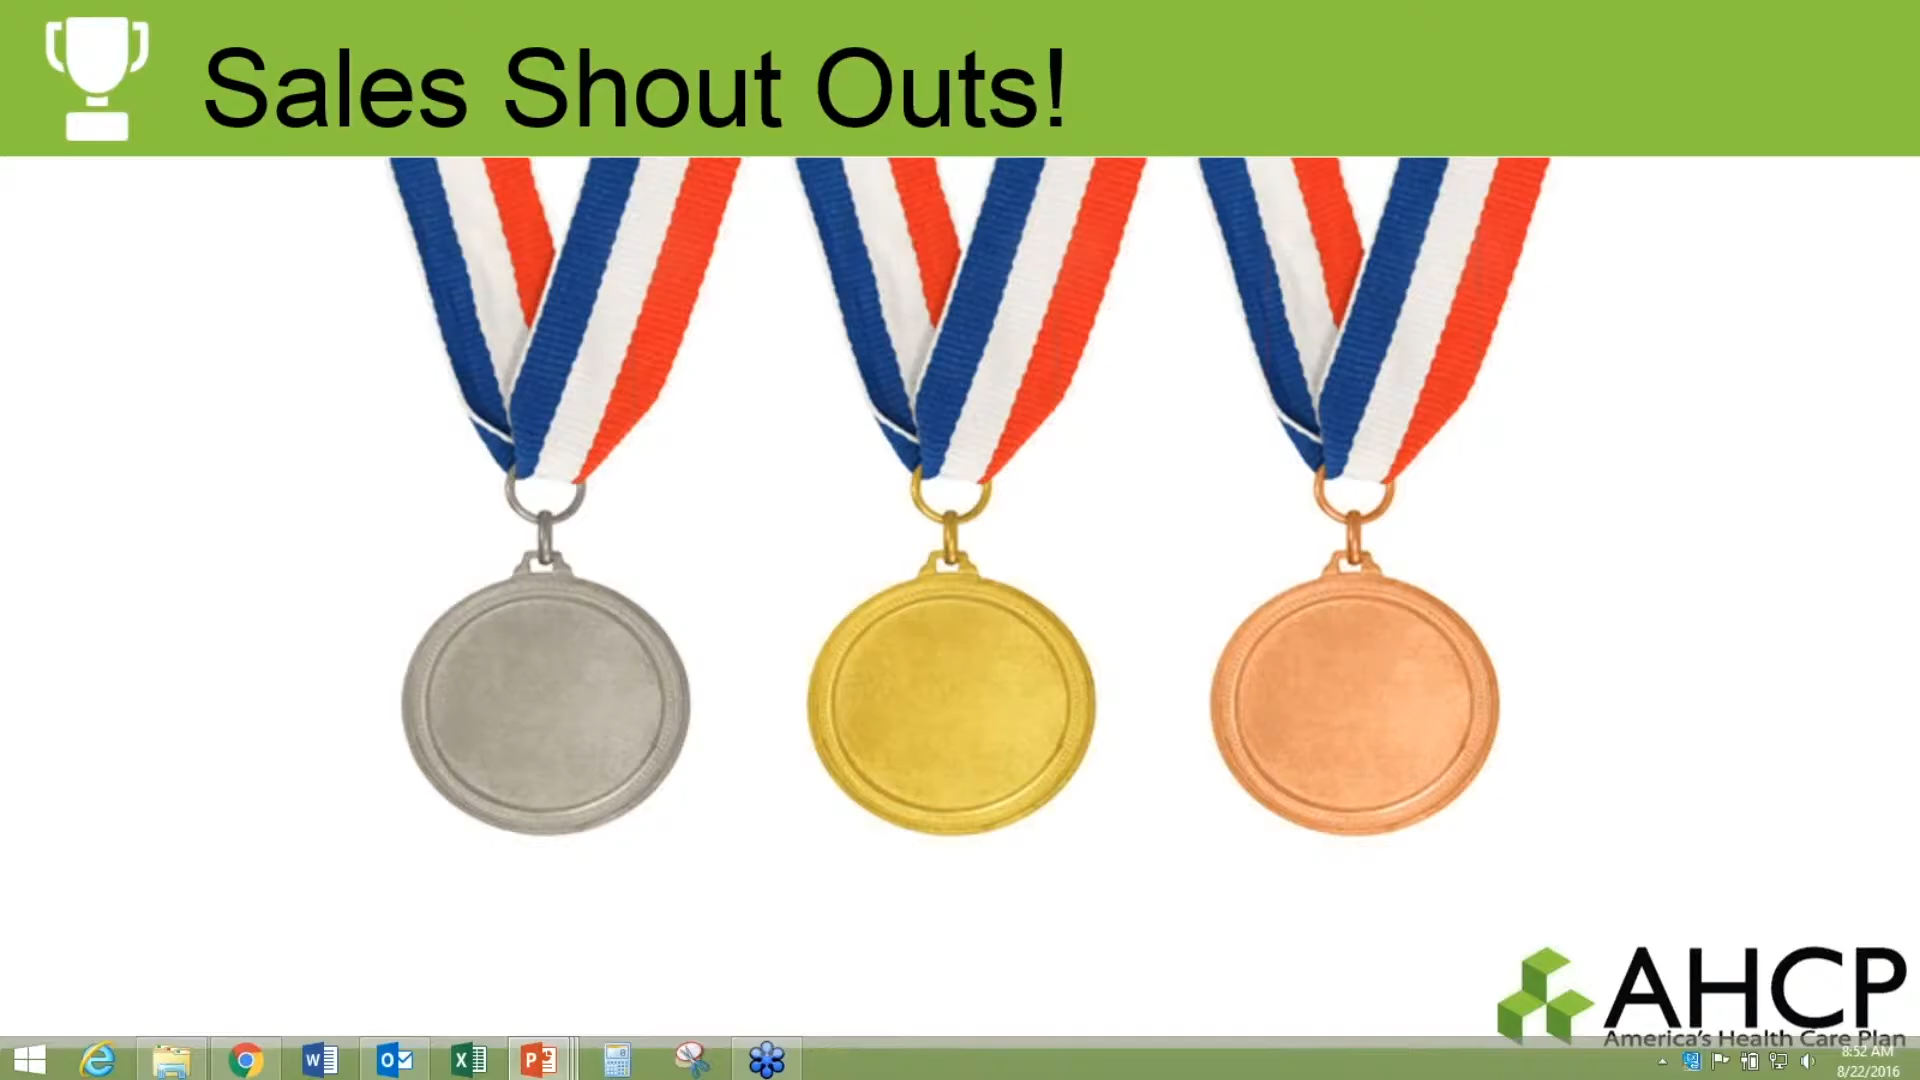 Sales Shout Outs!
AHCP
America's Health Care Plan
8:52 AM
8/22/2016